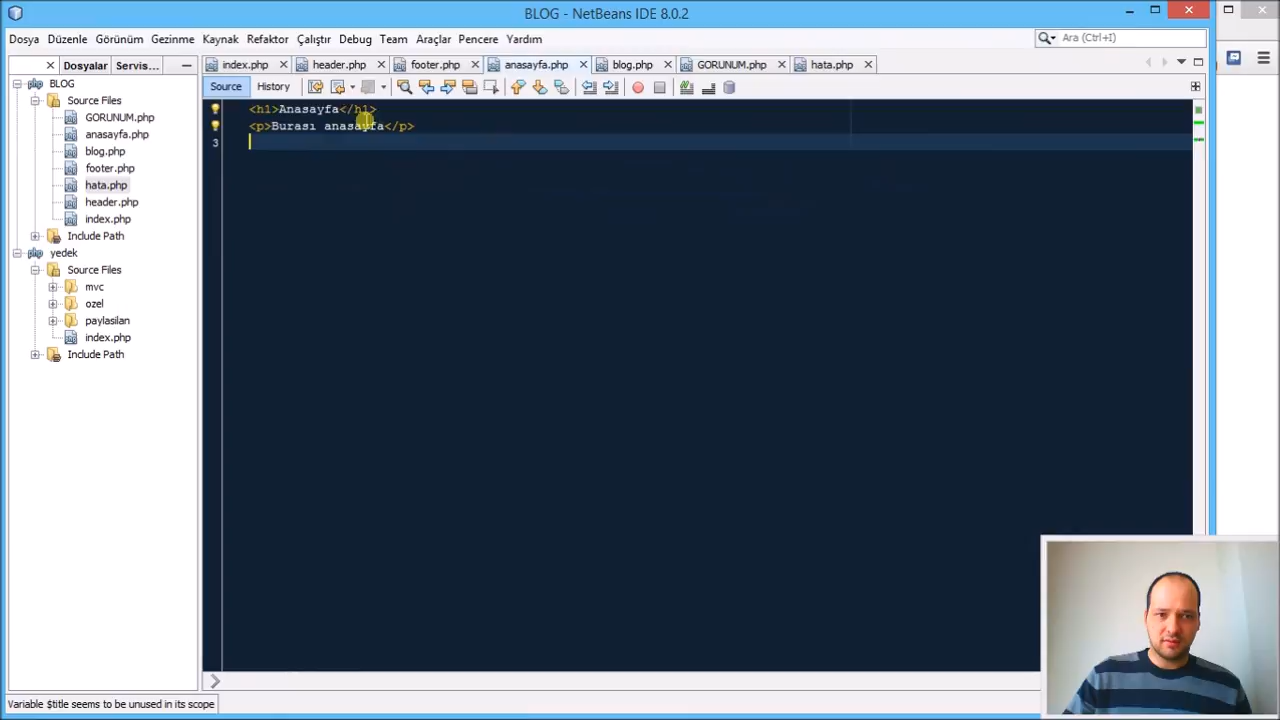 BLOG - NetBeans IDE 8.0.2
Dosya Düzenle Görünüm Gezinme Kaynak Refaktor Çalıştır Debug Team Araçlar Pencere Yardım
Ara (Ctrl+I)
Dosyalar Servis...
index.php header.php footer.php anasayfa.php blog.php GORUNUM.php hata.php
Source History
BLOG
Source Files
GORUNUM.php
anasayfa.php
blog.php
footer.php
hata.php
header.php
index.php
Include Path
yedek
Source Files
mvc
ozel
paylasilan
index.php
Include Path
<h1>Anasayfa</h1>
<p>Burası anasayfa</p>
3
Variable $title seems to be unused in its scope